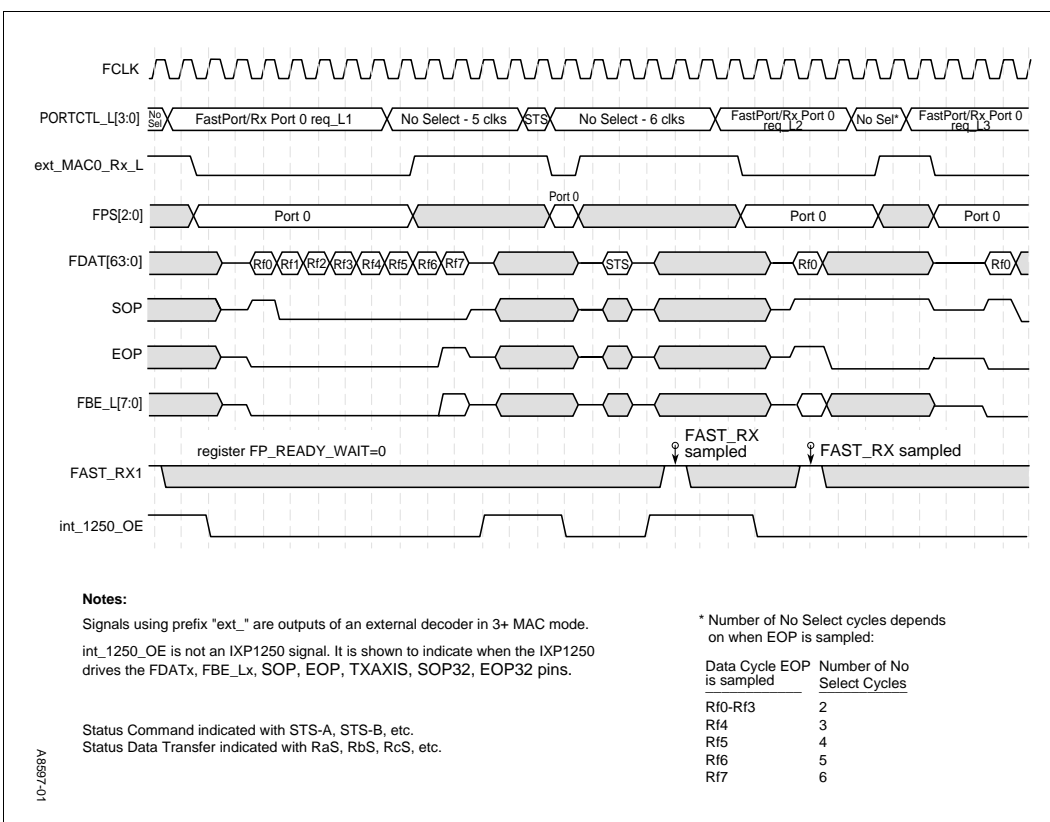 FCLK
PORTCTL_L[3:0] No Sel FastPort/Rx Port 0 req_L1 No Select - 5 clks STS No Select - 6 clks FastPort/Rx Port 0 req_L2 No Sel* FastPort/Rx Port 0 req_L3
ext_MAC0_Rx_L
Port 0
FPS[2:0] Port 0 Port 0 Port 0
FDAT[63:0] Rf0 Rf1 Rf2 Rf3 Rf4 Rf5 Rf6 Rf7 STS Rf0 Rf0
SOP
EOP
FBE_L[7:0]
register FP_READY_WAIT=0 FAST_RX sampled FAST_RX sampled
FAST_RX1
int_1250_OE
Notes:
Signals using prefix "ext_" are outputs of an external decoder in 3+ MAC mode.
int_1250_OE is not an IXP1250 signal. It is shown to indicate when the IXP1250
drives the FDATx, FBE_Lx, SOP, EOP, TXAXIS, SOP32, EOP32 pins.
Status Command indicated with STS-A, STS-B, etc.
Status Data Transfer indicated with RaS, RbS, RcS, etc.
* Number of No Select cycles depends
on when EOP is sampled:
Data Cycle EOP Number of No
is sampled Select Cycles
Rf0-Rf3 2
Rf4 3
Rf5 4
Rf6 5
Rf7 6
A8597-01